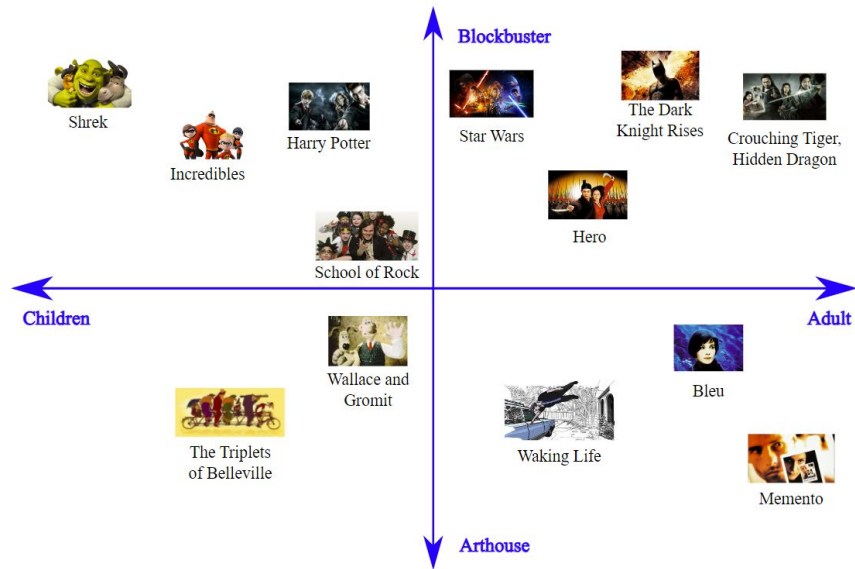 Blockbuster
Shrek
Incredibles
Harry Potter
Star Wars
The Dark
Knight Rises
Crouching Tiger,
Hidden Dragon
School of Rock
Hero
Children
Adult
Wallace and
Gromit
Bleu
The Triplets
of Belleville
Waking Life
Memento
Arthouse